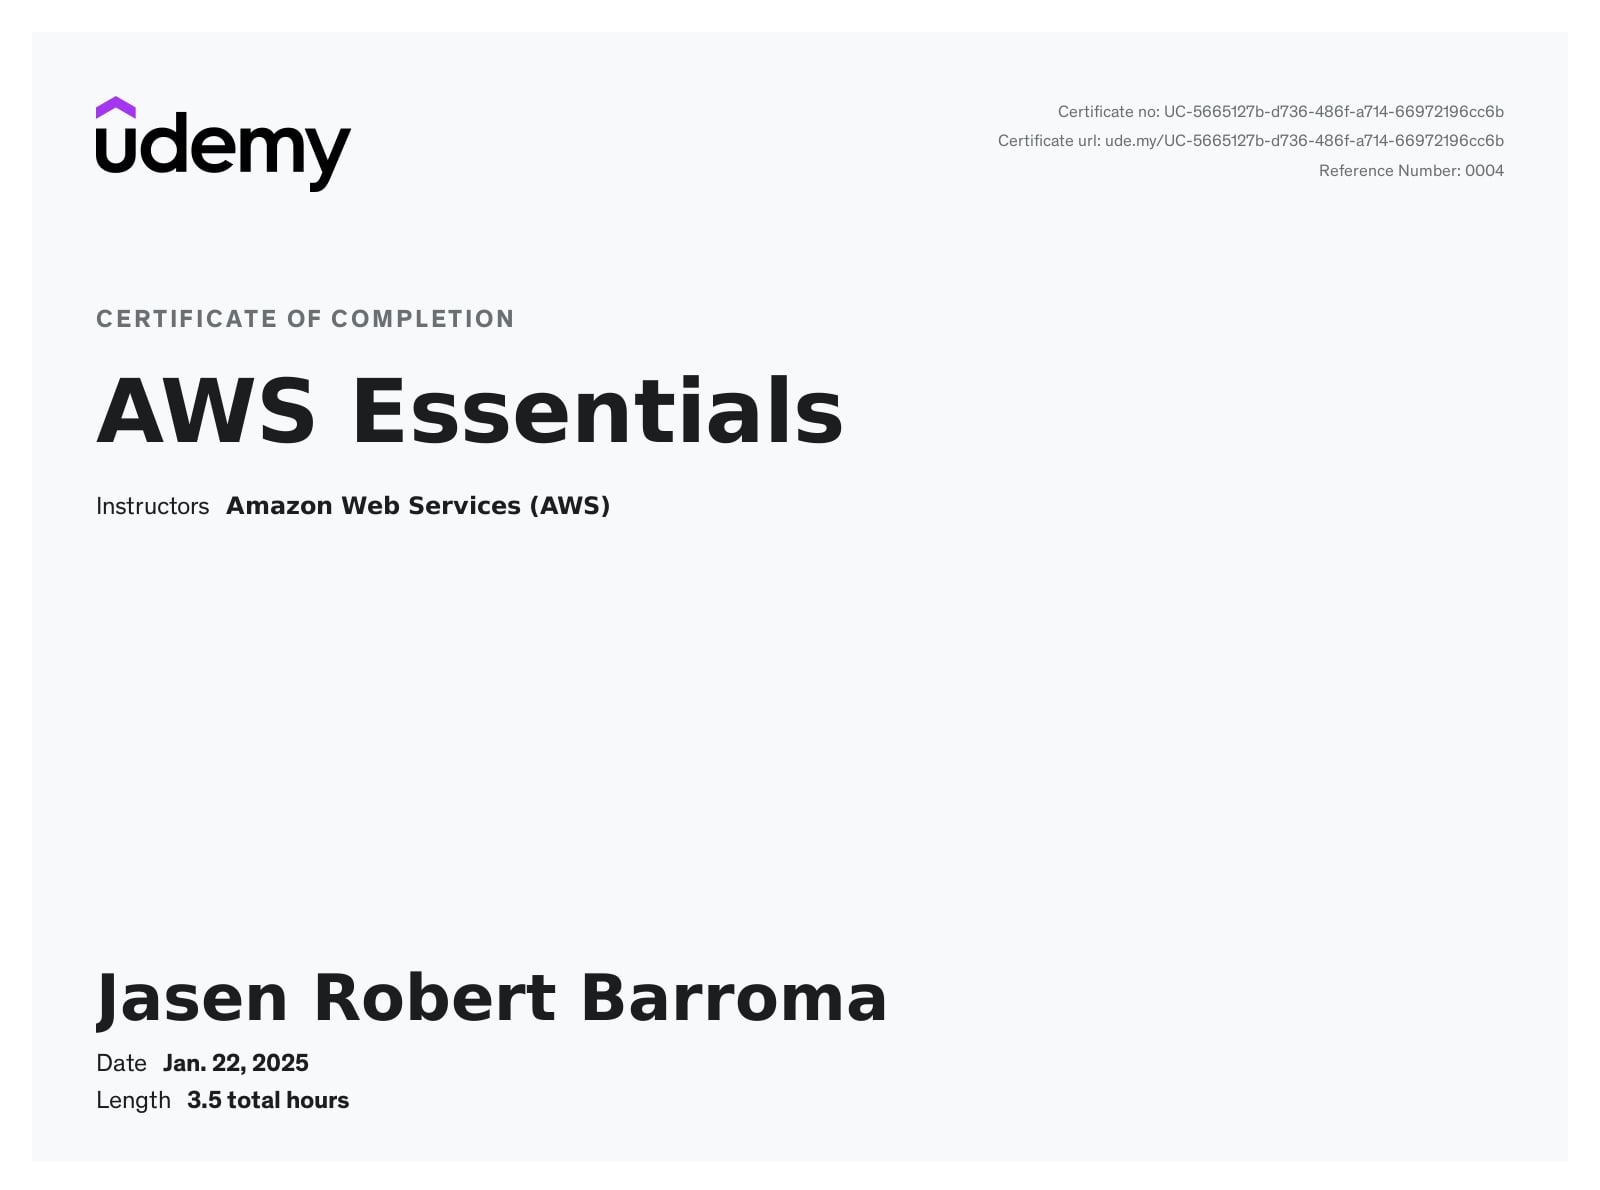 udemy
Certificate no: UC-5665127b-d736-486f-a714-66972196cc6b
Certificate url: ude.my/UC-5665127b-d736-486f-a714-66972196cc6b
Reference Number: 0004
CERTIFICATE OF COMPLETION
AWS Essentials
Instructors Amazon Web Services (AWS)
Jasen Robert Barroma
Date Jan. 22, 2025
Length 3.5 total hours